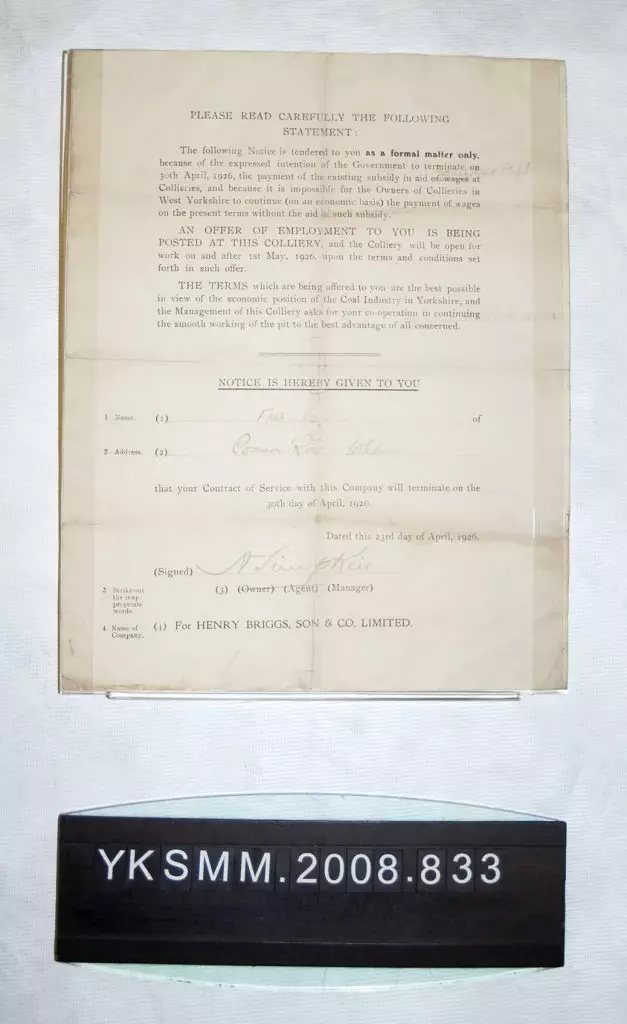 PLEASE READ CAREFULLY THE FOLLOWING
STATEMENT:
The following Notice is tendered to you as a formal matter only,
because of the expressed intention of the Government to terminate on
30th April, 1926, the payment of the existing subsidy in aid of wages at
Collieries, and because it is impossible for the Owners of Collieries in
West Yorkshire to continue (on an economic basis) the payment of wages
on the present terms without the aid of such subsidy.
AN OFFER OF EMPLOYMENT TO YOU IS BEING
POSTED AT THIS COLLIERY, and the Colliery will be open for
work on and after 1st May, 1926, upon the terms and conditions set
forth in such offer.
THE TERMS which are being offered to you are the best possible
in view of the economic position of the Coal Industry in Yorkshire, and
the Management of this Colliery asks for your co-operation in continuing
the smooth working of the pit to the best advantage of all concerned.
NOTICE IS HEREBY GIVEN TO YOU
1 Name. (1) of
2 Address. (2) Common
that your Contract of Service with this Company will terminate on the
30th day of April, 1926.
Dated this 23rd day of April, 1926.
(Signed)
3 Strike out the inappropriate words (3) (Owner) (Agent) (Manager)
4 Name of Company. (4) For HENRY BRIGGS, SON & CO. LIMITED.
YKSMM.2008.833